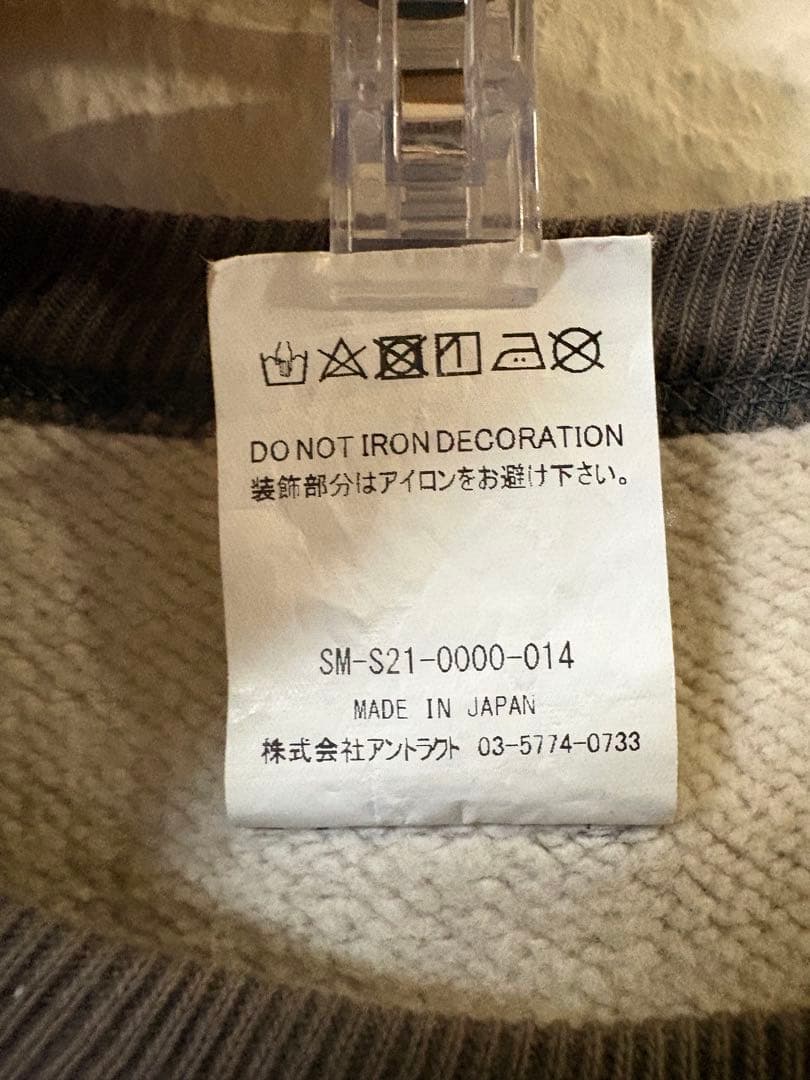 DO NOT IRON DECORATION
装飾部分はアイロンをお避け下さい。
SM-S21-0000-014
MADE IN JAPAN
株式会社アントラクト 03-5774-0733